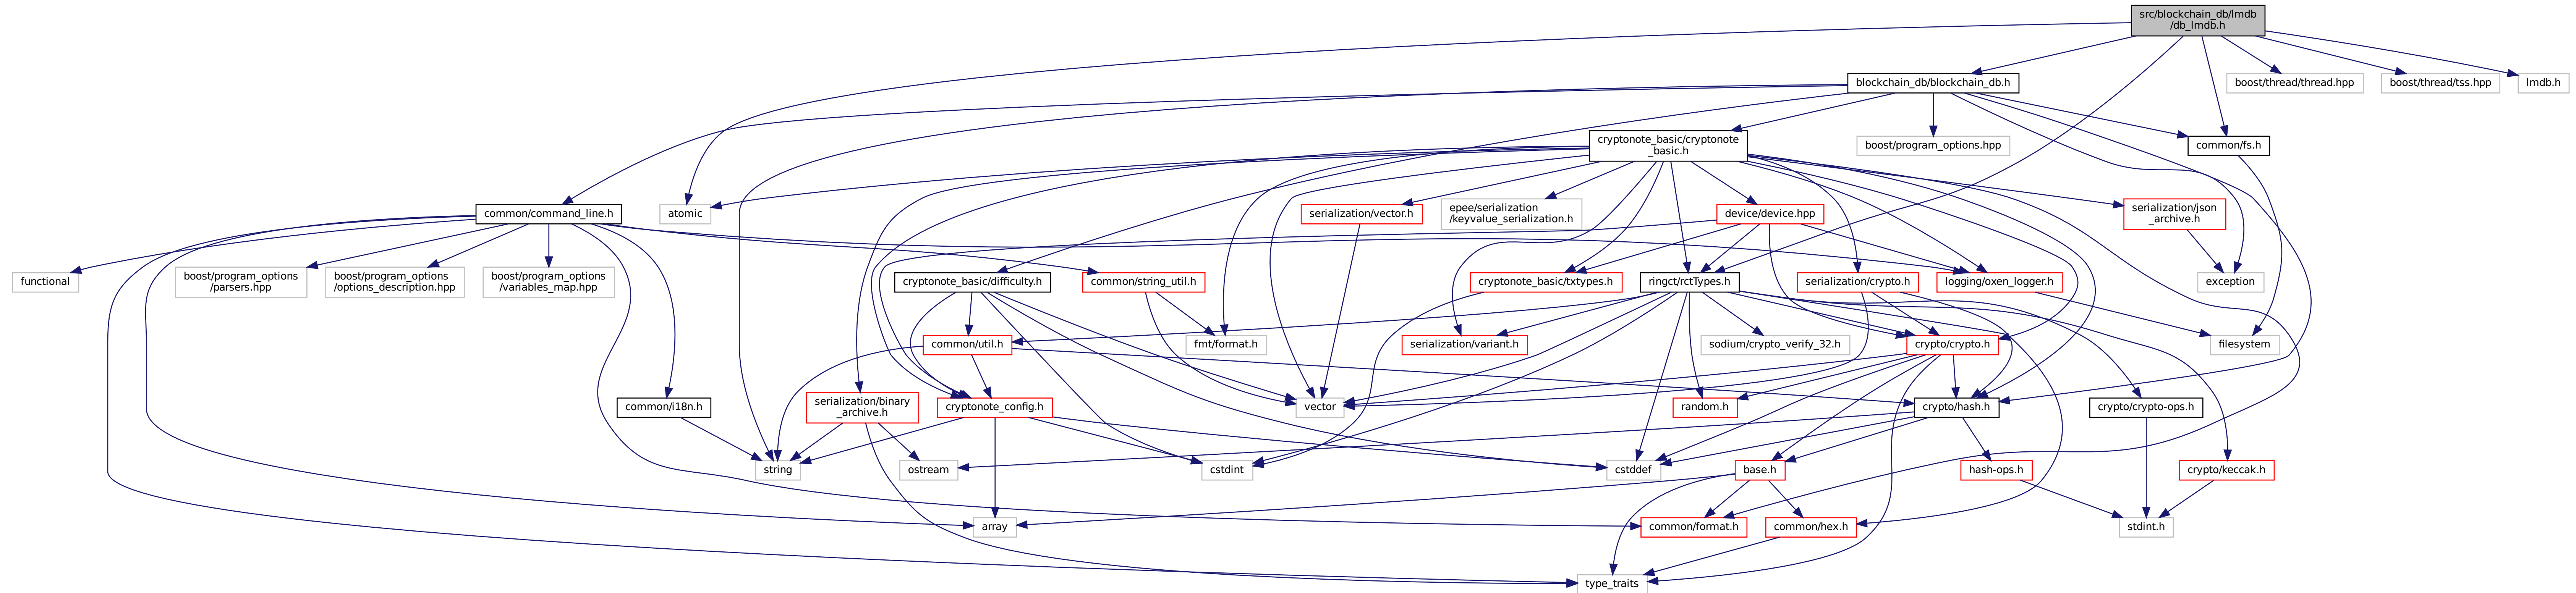 src/blockchain_db/lmdb
/db_lmdb.h
blockchain_db/blockchain_db.h
boost/thread/thread.hpp
boost/thread/tss.hpp
lmdb.h
cryptonote_basic/cryptonote
_basic.h
boost/program_options.hpp
common/fs.h
common/command_line.h
atomic
serialization/vector.h
epee/serialization
/keyvalue_serialization.h
device/device.hpp
serialization/json
_archive.h
functional
boost/program_options
/parsers.hpp
boost/program_options
/options_description.hpp
boost/program_options
/variables_map.hpp
cryptonote_basic/difficulty.h
common/string_util.h
cryptonote_basic/txtypes.h
ringct/rctTypes.h
serialization/crypto.h
logging/oxen_logger.h
exception
common/util.h
fmt/format.h
serialization/variant.h
sodium/crypto_verify_32.h
crypto/crypto.h
filesystem
common/i18n.h
serialization/binary
_archive.h
cryptonote_config.h
vector
random.h
crypto/hash.h
crypto/crypto-ops.h
string
ostream
cstdint
cstddef
base.h
hash-ops.h
crypto/keccak.h
array
common/format.h
common/hex.h
stdint.h
type_traits